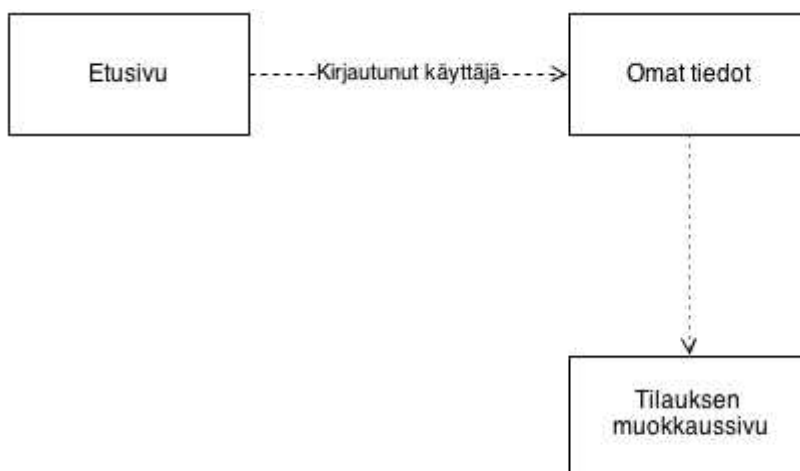 Etusivu
Kirjautunut käyttäjä
Omat tiedot
Tilauksen
muokkaussivu